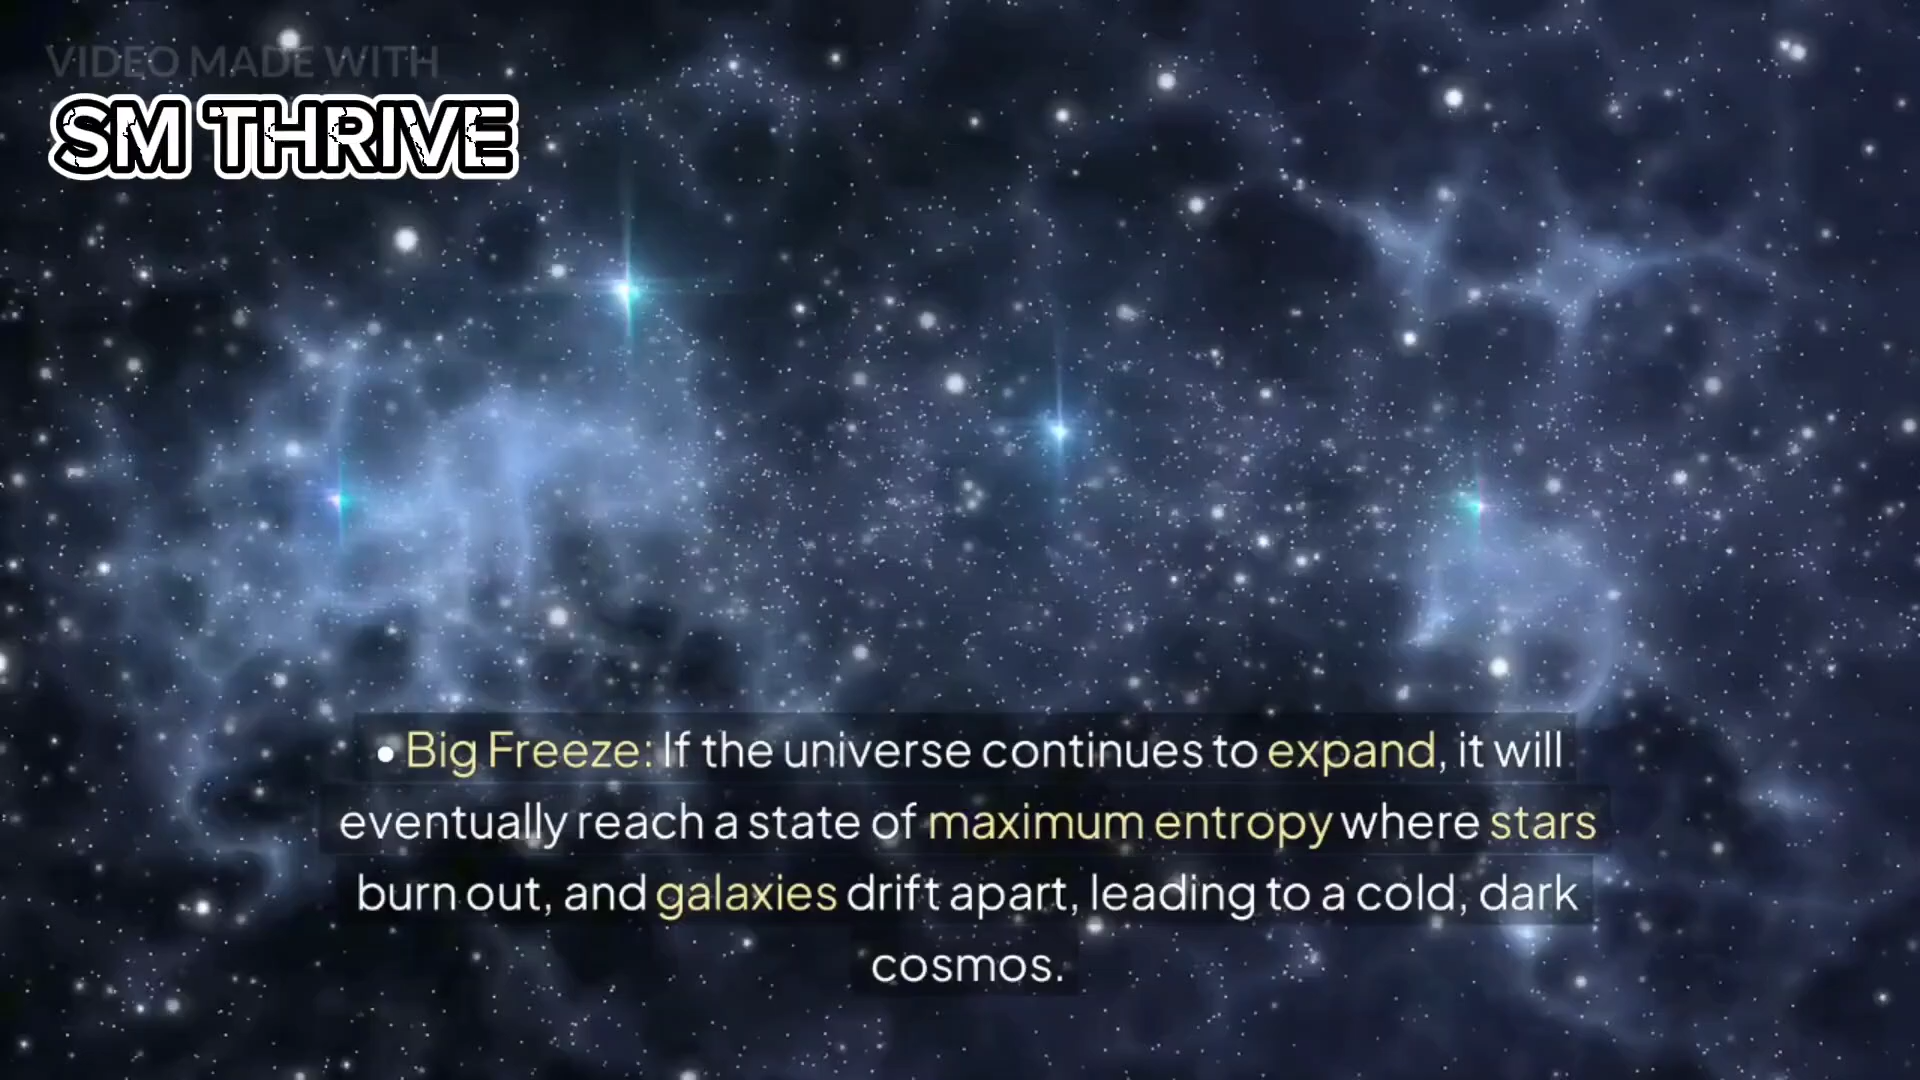 VIDEO MADE WITH
SM THRIVE
• Big Freeze: If the universe continues to expand, it will
eventually reach a state of maximum entropy where stars
burn out, and galaxies drift apart, leading to a cold, dark
cosmos.